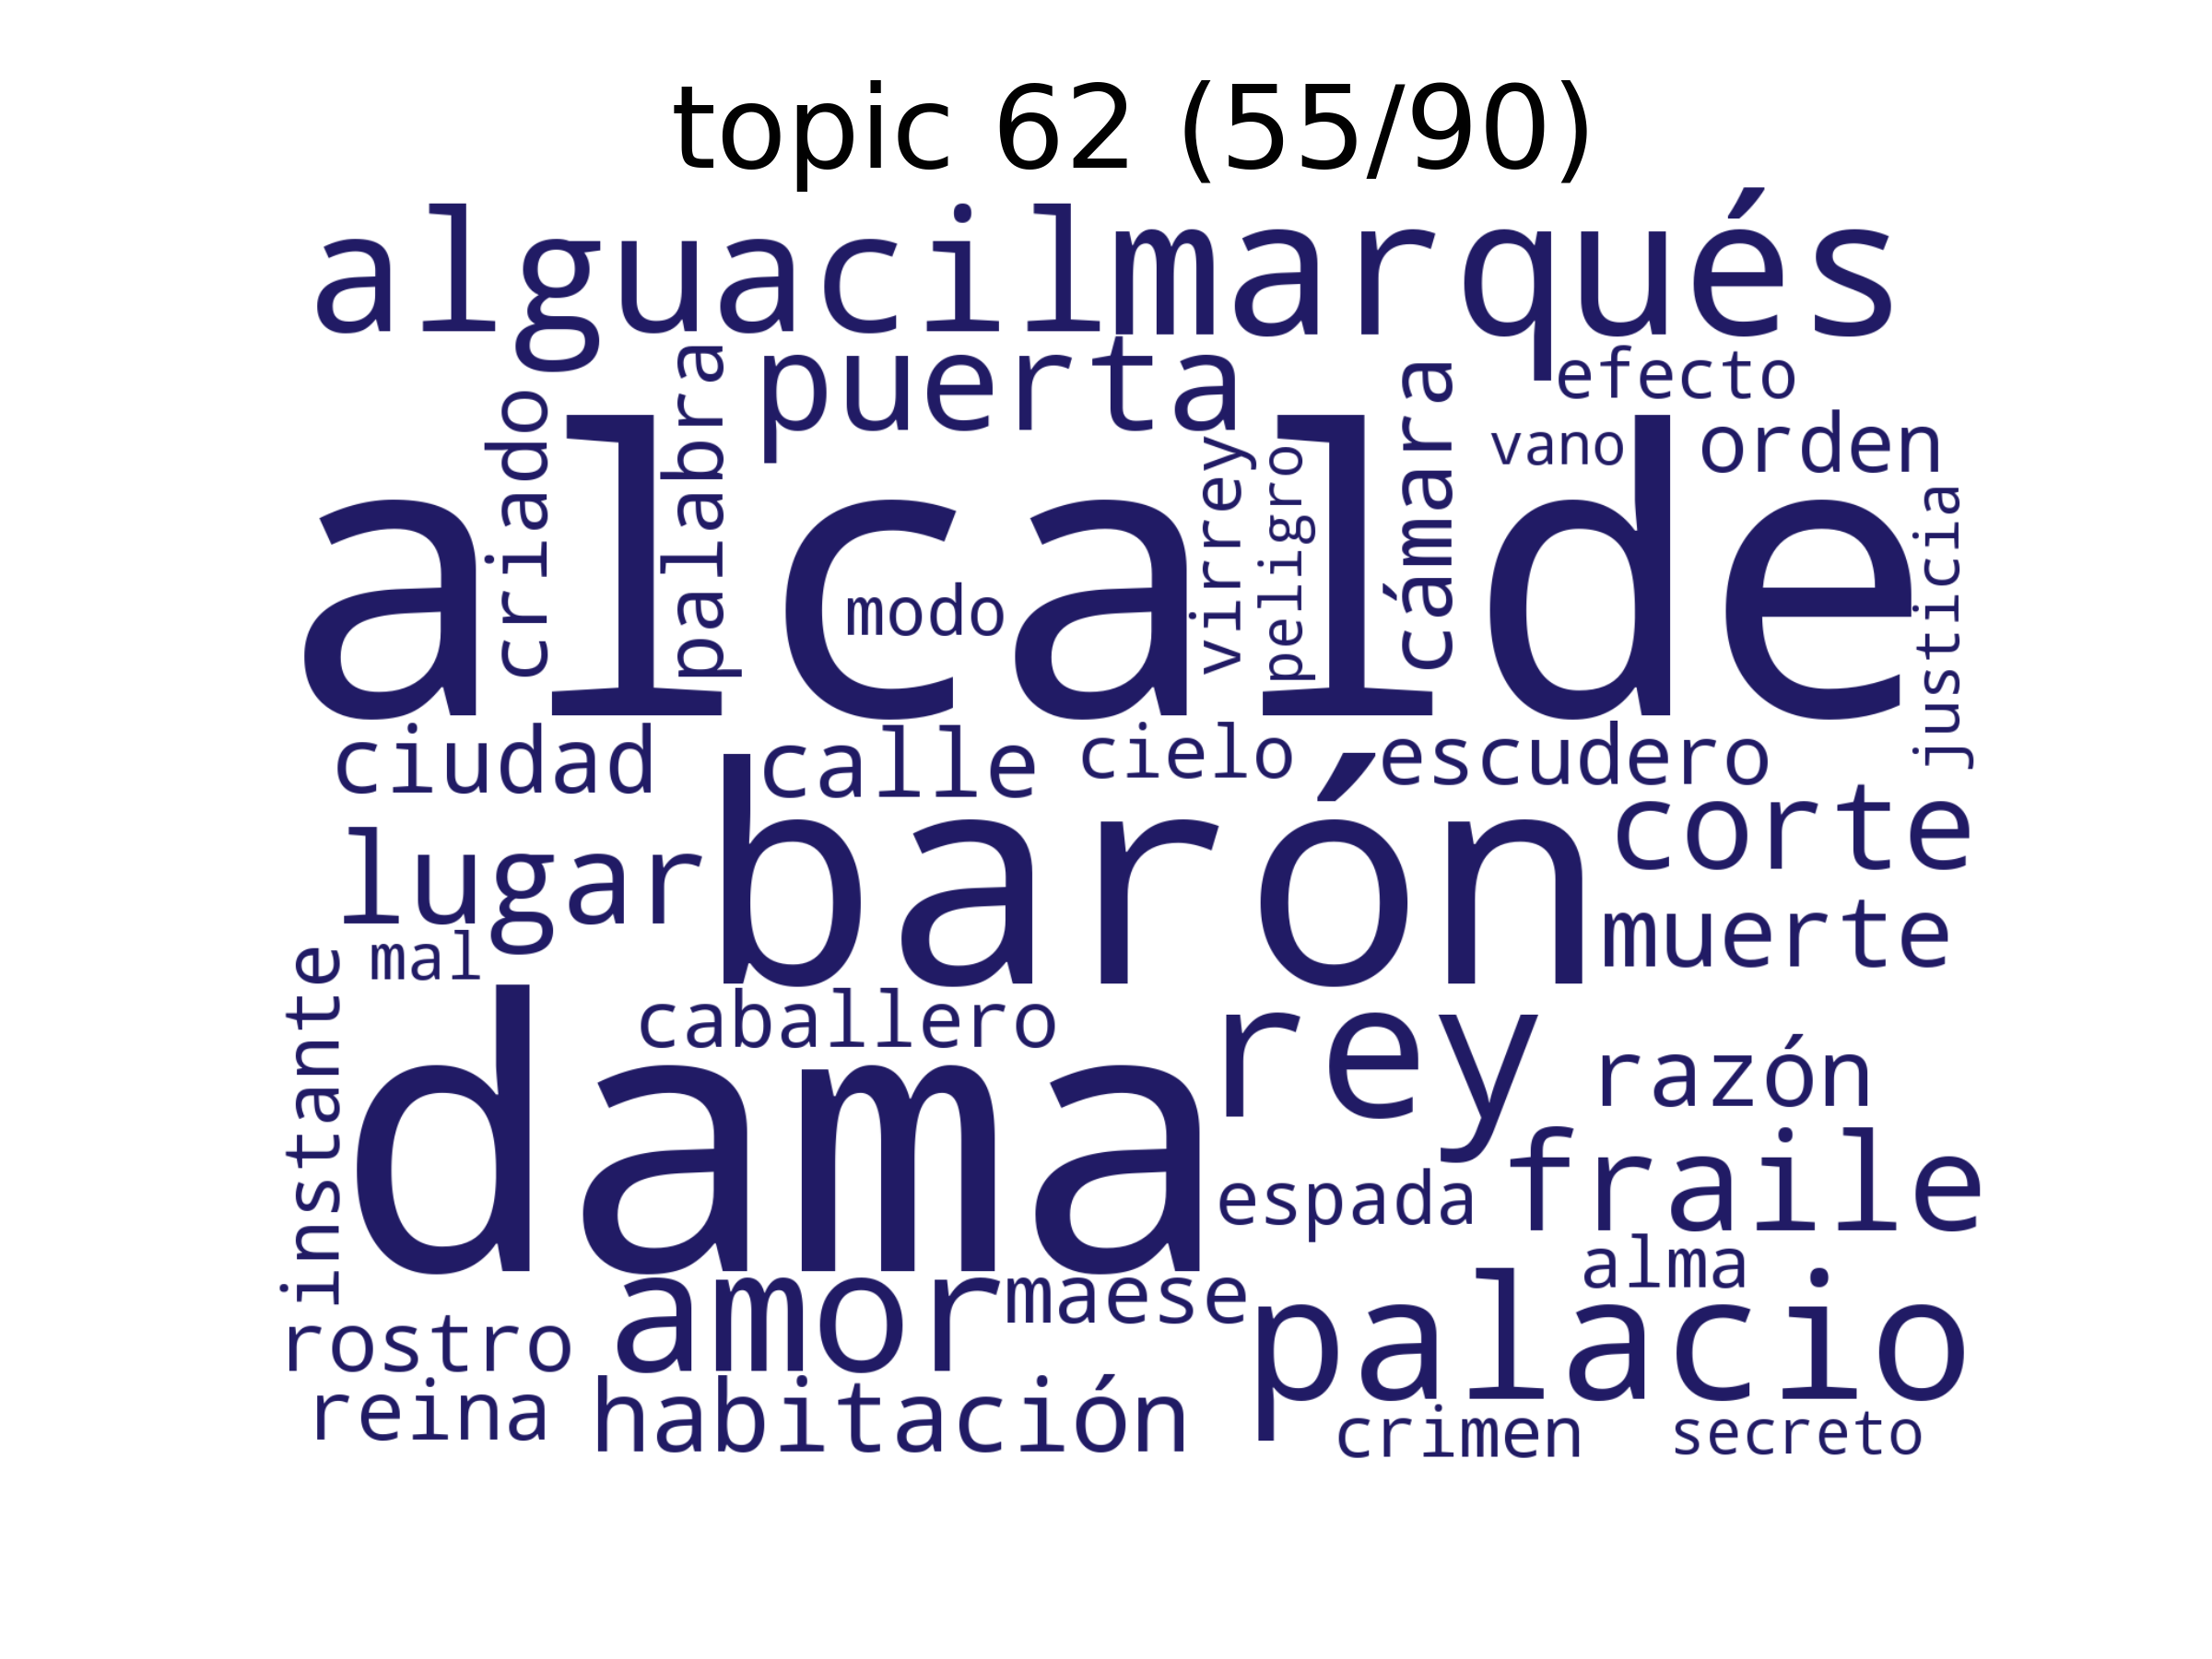 topic 62 (55/90)
alguacil marqués
puerta
efecto
criado
palabra
virrey
peligro
cámara
vano
orden
alcalde
modo
justicia
ciudad
calle
cielo
escudero
corte
lugar
barón
muerte
mal
instante
caballero
rey
razón
dama
espada
fraile
alma
amor
maese
palacio
rostro
reina
habitación
crimen
secreto